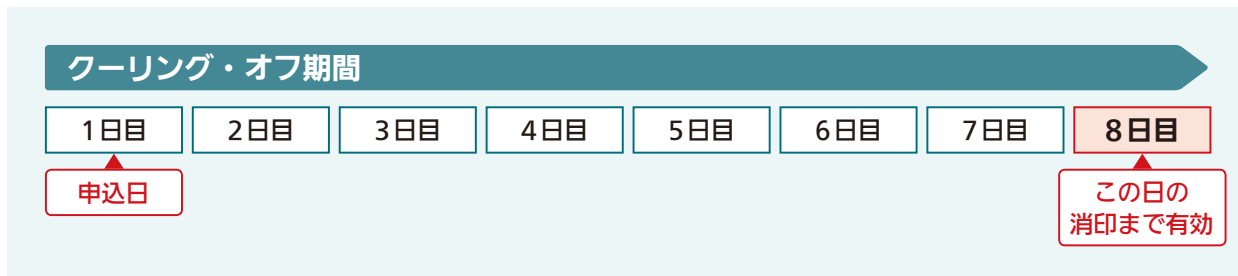 クーリング・オフ期間
1日目
2日目
3日目
4日目
5日目
6日目
7日目
8日目
申込日
この日の
消印まで有効